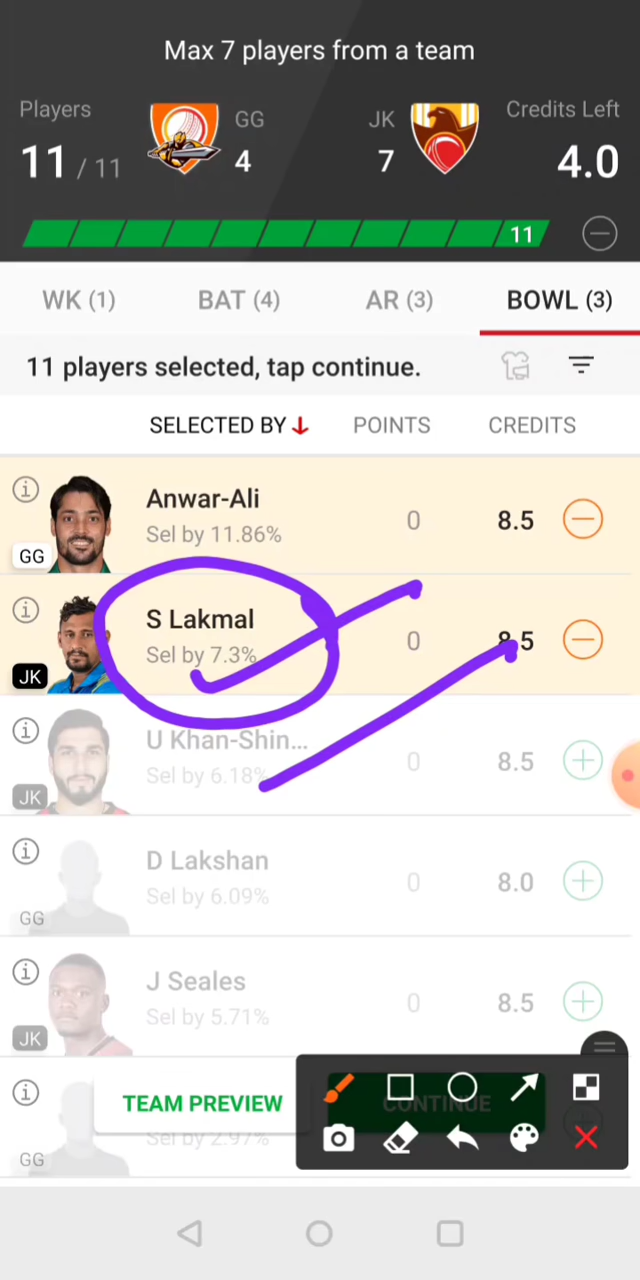 Max 7 players from a team
Players GG JK Credits Left
11 / 11 4 7 4.0
11
WK (1) BAT (4) AR (3) BOWL (3)
11 players selected, tap continue.
SELECTED BY POINTS CREDITS
Anwar-Ali
Sel by 11.86% 0 8.5
GG
S Lakmal
Sel by 7.3% 0 8.5
JK
U Khan-Shin...
Sel by 6.18% 0 8.5
JK
D Lakshan
Sel by 6.09% 0 8.0
GG
J Seales
Sel by 5.71% 0 8.5
JK
TEAM PREVIEW CONTINUE
Sel by 2.97%
GG